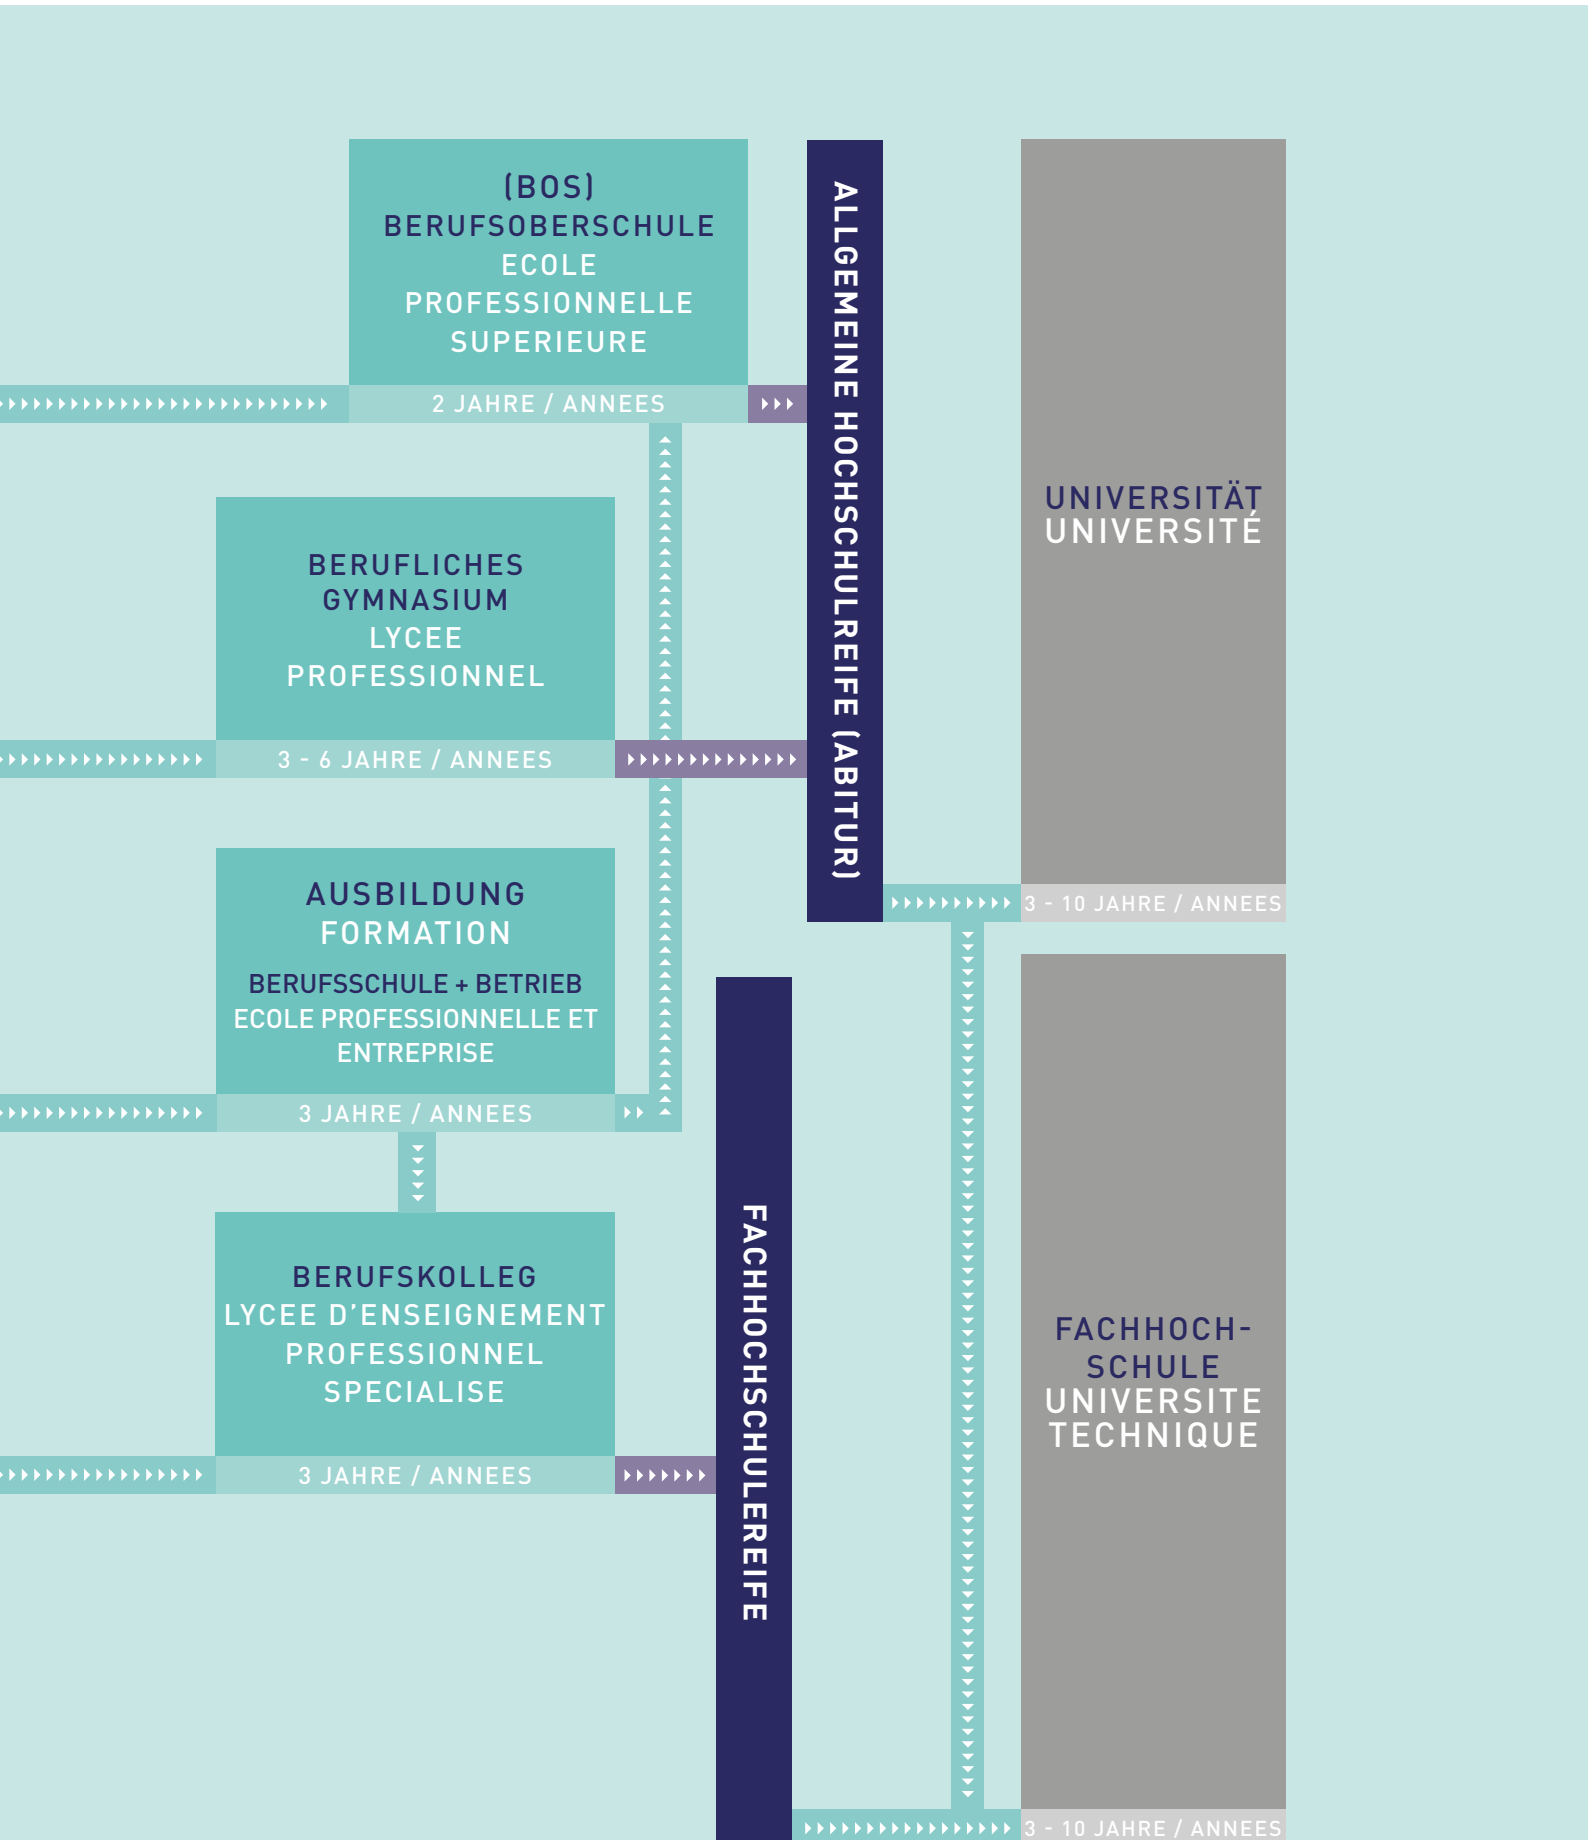 (BOS)
BERUFSOBERSCHULE
ECOLE
PROFESSIONNELLE
SUPERIEURE
2 JAHRE / ANNEES
BERUFLICHES
GYMNASIUM
LYCEE
PROFESSIONNEL
3 - 6 JAHRE / ANNEES
AUSBILDUNG
FORMATION
BERUFSSCHULE + BETRIEB
ECOLE PROFESSIONNELLE ET
ENTREPRISE
3 JAHRE / ANNEES
BERUFSKOLLEG
LYCEE D’ENSEIGNEMENT
PROFESSIONNEL
SPECIALISE
3 JAHRE / ANNEES
ALLGEMEINE HOCHSCHULREIFE (ABITUR)
FACHHOCHSCHULEREIFE
UNIVERSITÄT
UNIVERSITÉ
3 - 10 JAHRE / ANNEES
FACHHOCH-
SCHULE
UNIVERSITE
TECHNIQUE
3 - 10 JAHRE / ANNEES